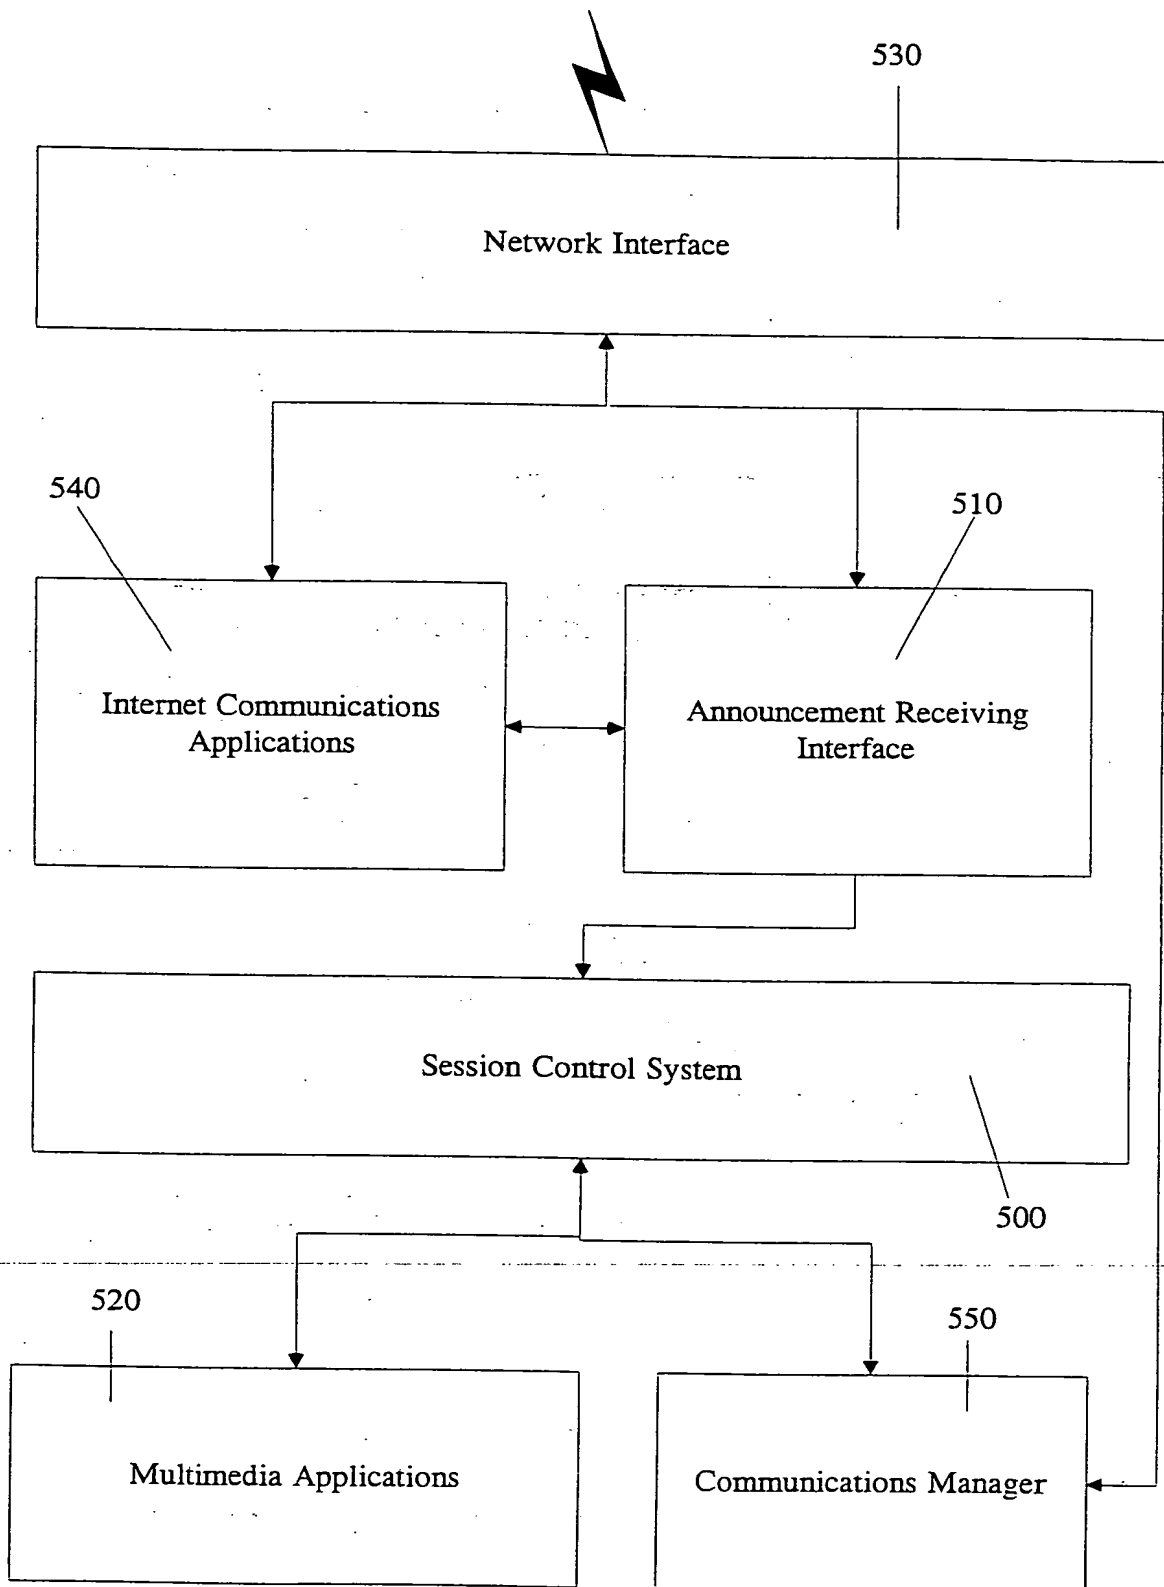 530
Network Interface
540
510
Internet Communications
Applications
Announcement Receiving
Interface
Session Control System
500
520
550
Multimedia Applications
Communications Manager